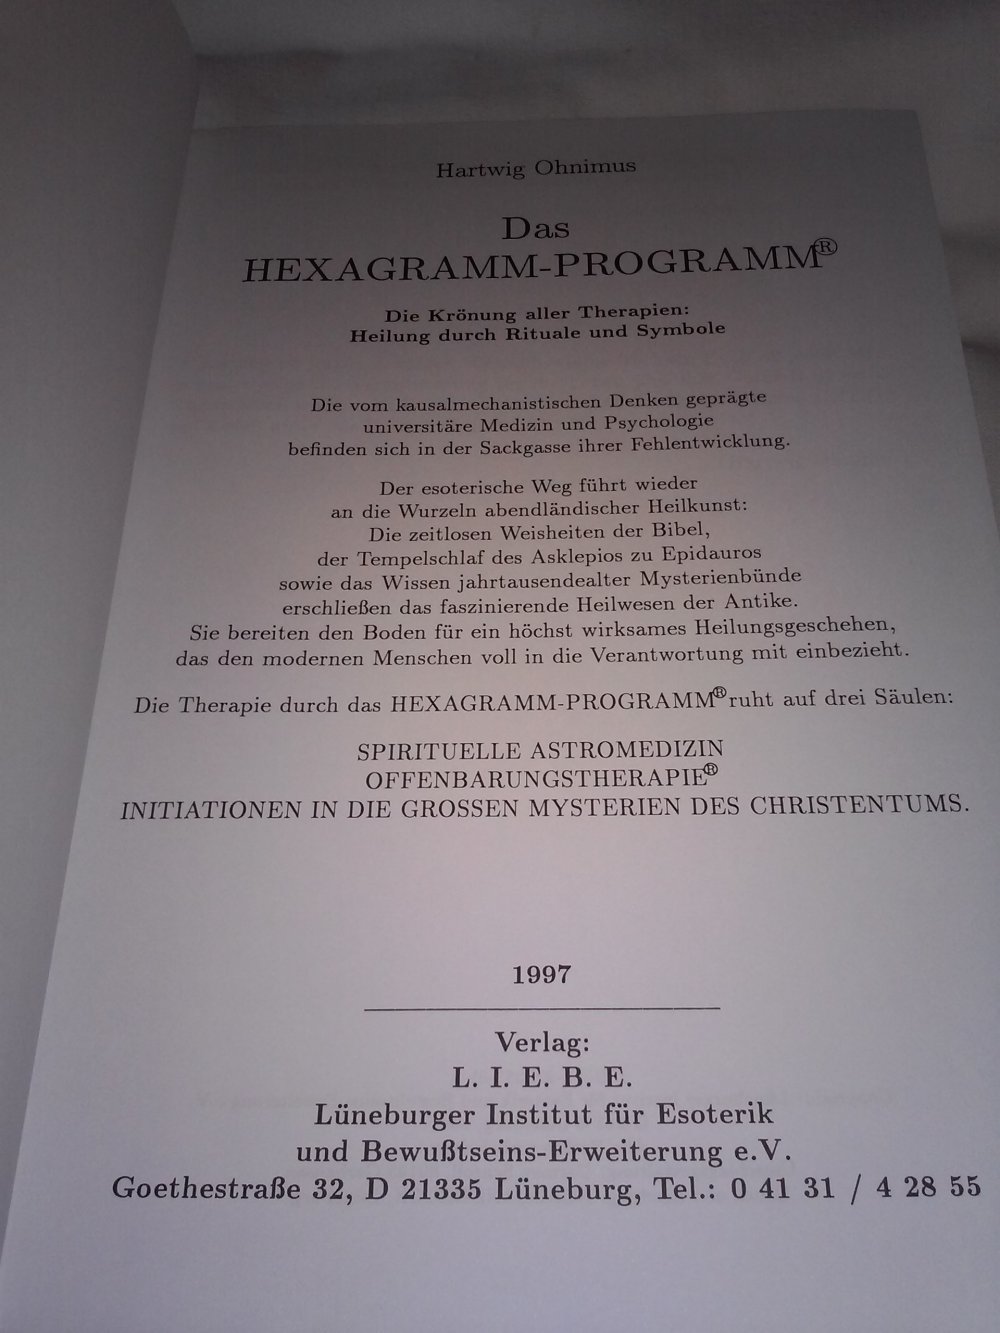 Hartwig Ohnimus
Das
HEXAGRAMM-PROGRAMM®
Die Krönung aller Therapien:
Heilung durch Rituale und Symbole
Die vom kausalmechanistischen Denken geprägte
universitäre Medizin und Psychologie
befinden sich in der Sackgasse ihrer Fehlentwicklung.
Der esoterische Weg führt wieder
an die Wurzeln abendländischer Heilkunst:
Die zeitlosen Weisheiten der Bibel,
der Tempelschlaf des Asklepios zu Epidauros
sowie das Wissen jahrtausendealter Mysterienbünde
erschließen das faszinierende Heilwesen der Antike.
Sie bereiten den Boden für ein höchst wirksames Heilungsgeschehen,
das den modernen Menschen voll in die Verantwortung mit einbezieht.
Die Therapie durch das HEXAGRAMM-PROGRAMM® ruht auf drei Säulen:
SPIRITUELLE ASTROMEDIZIN
OFFENBARUNGSTHERAPIE®
INITIATIONEN IN DIE GROSSEN MYSTERIEN DES CHRISTENTUMS.
1997
Verlag:
L. I. E. B. E.
Lüneburger Institut für Esoterik
und Bewußtseins-Erweiterung e.V.
Goethestraße 32, D 21335 Lüneburg, Tel.: 0 41 31 / 4 28 55